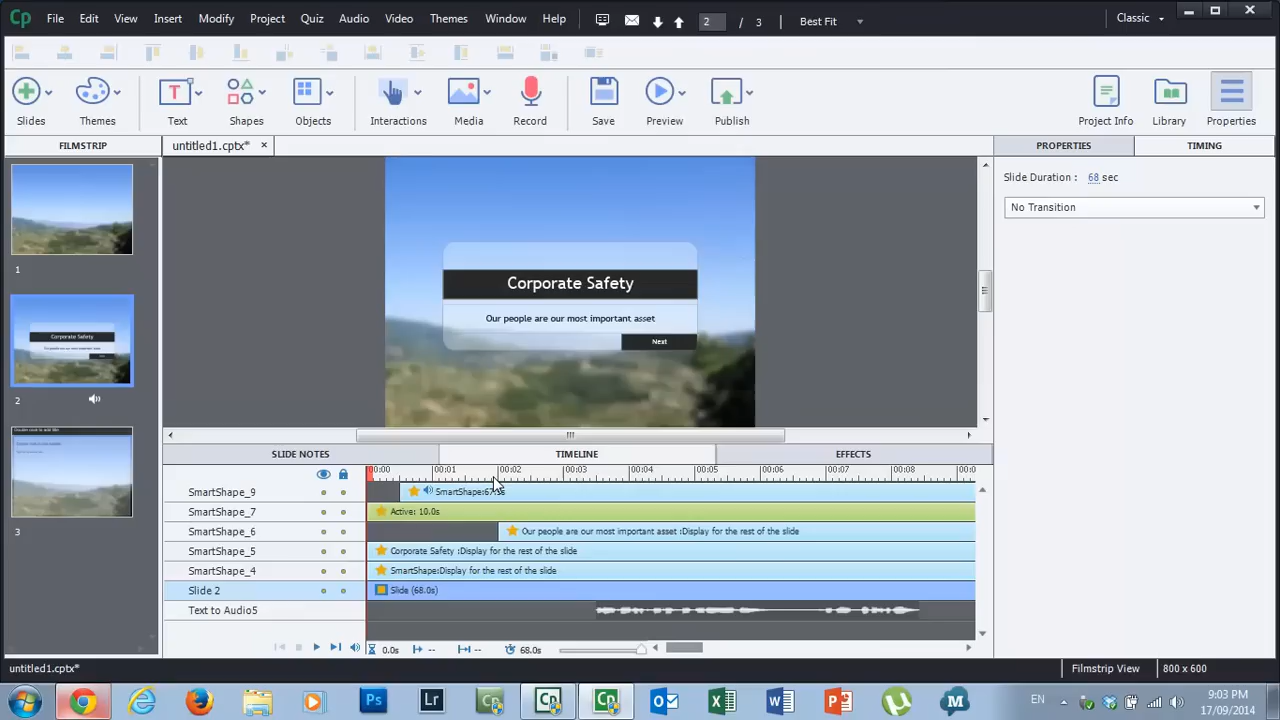 Cp File Edit View Insert Modify Project Quiz Audio Video Themes Window Help 2 / 3 Best Fit Classic
Slides Themes Text Shapes Objects Interactions Media Record Save Preview Publish Project Info Library Properties
FILMSTRIP
untitled1.cptx*
PROPERTIES
TIMING
Slide Duration : 68 sec
No Transition
1
2
3
Corporate Safety
Our people are our most important asset
Next
SLIDE NOTES
TIMELINE
EFFECTS
00:00 00:01 00:02 00:03 00:04 00:05 00:06 00:07 00:08 00:0
SmartShape_9
SmartShape_7 Active: 10.0s
SmartShape_6 Our people are our most important asset :Display for the rest of the slide
SmartShape_5 Corporate Safety :Display for the rest of the slide
SmartShape_4 SmartShape:Display for the rest of the slide
Slide 2 Slide (68.0s)
Text to Audio5
0.0s -- -- 68.0s
untitled1.cptx*
Filmstrip View
800 x 600
Ps Lr Cp Cp Cp
EN
9:03 PM
17/09/2014